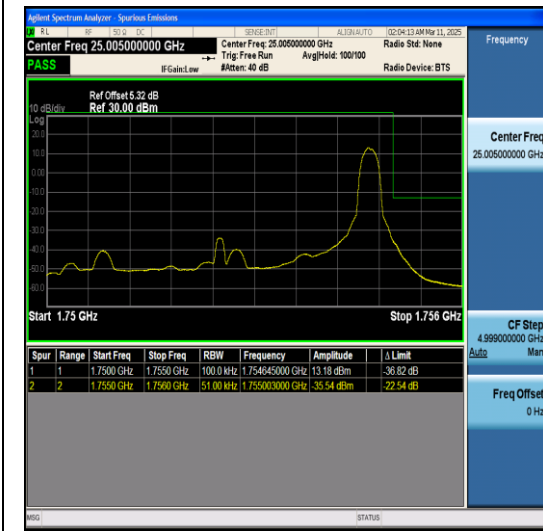 Agilent Spectrum Analyzer - Spurious Emissions
RL RF 50 Ω DC SENSE:INT ALIGN AUTO 02:04:13 AM Mar 11, 2025
Center Freq 25.005000000 GHz
Center Freq: 25.005000000 GHz
Radio Std: None
Trig: Free Run
Avg|Hold: 100/100
PASS
IFGain:Low
#Atten: 40 dB
Radio Device: BTS
Ref Offset 5.32 dB
10 dB/div Ref 30.00 dBm
Log
20.0
10.0
0.00
-10.0
-20.0
-30.0
-40.0
-50.0
-60.0
Start 1.75 GHz
Stop 1.756 GHz
Spur Range Start Freq Stop Freq RBW Frequency Amplitude Δ Limit
1 1 1.7500 GHz 1.7550 GHz 100.0 kHz 1.754645000 GHz 13.18 dBm -36.82 dB
2 2 1.7550 GHz 1.7560 GHz 51.00 kHz 1.755003000 GHz -35.54 dBm -22.54 dB
MSG
STATUS
Frequency
Center Freq
25.005000000 GHz
CF Step
4.999000000 GHz
Auto Man
Freq Offset
0 Hz